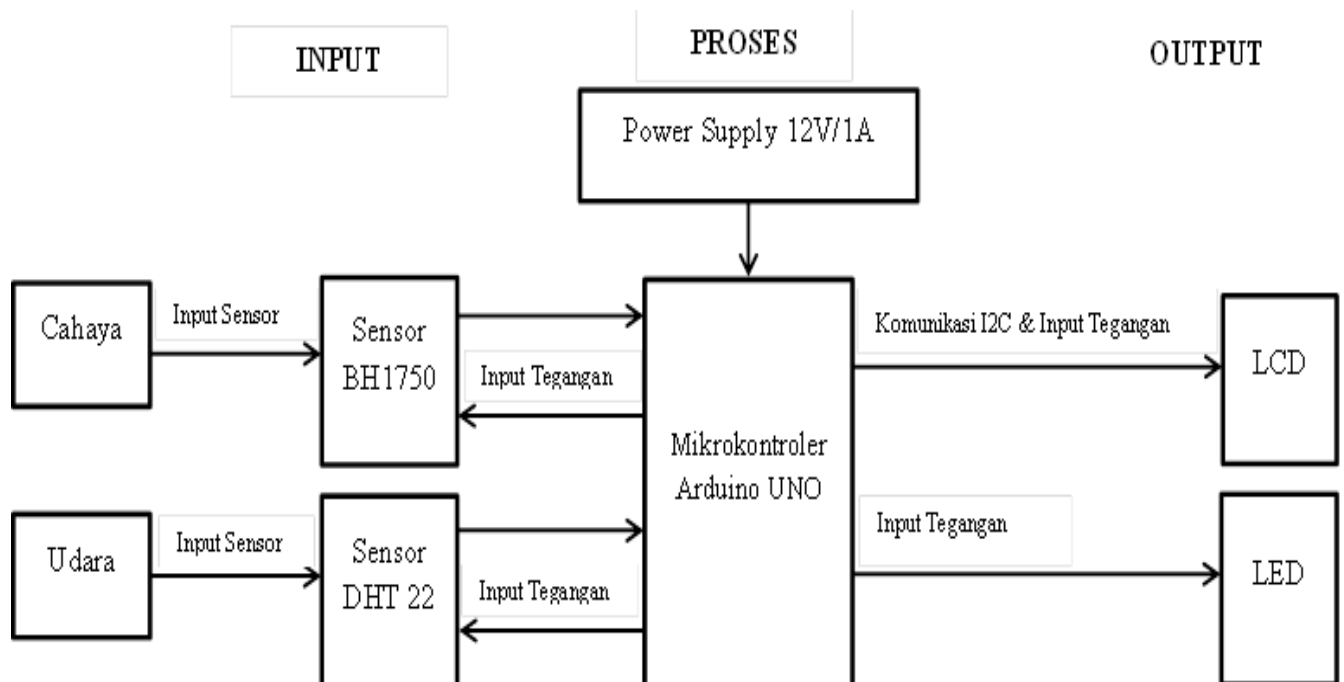 INPUT
PROSES
OUTPUT
Power Supply 12V/1A
Cahaya
Input Sensor
Sensor
BH1750
Input Tegangan
Komunikasi I2C & Input Tegangan
LCD
Mikrokontroler
Arduino UNO
Udara
Input Sensor
Sensor
DHT 22
Input Tegangan
Input Tegangan
LED